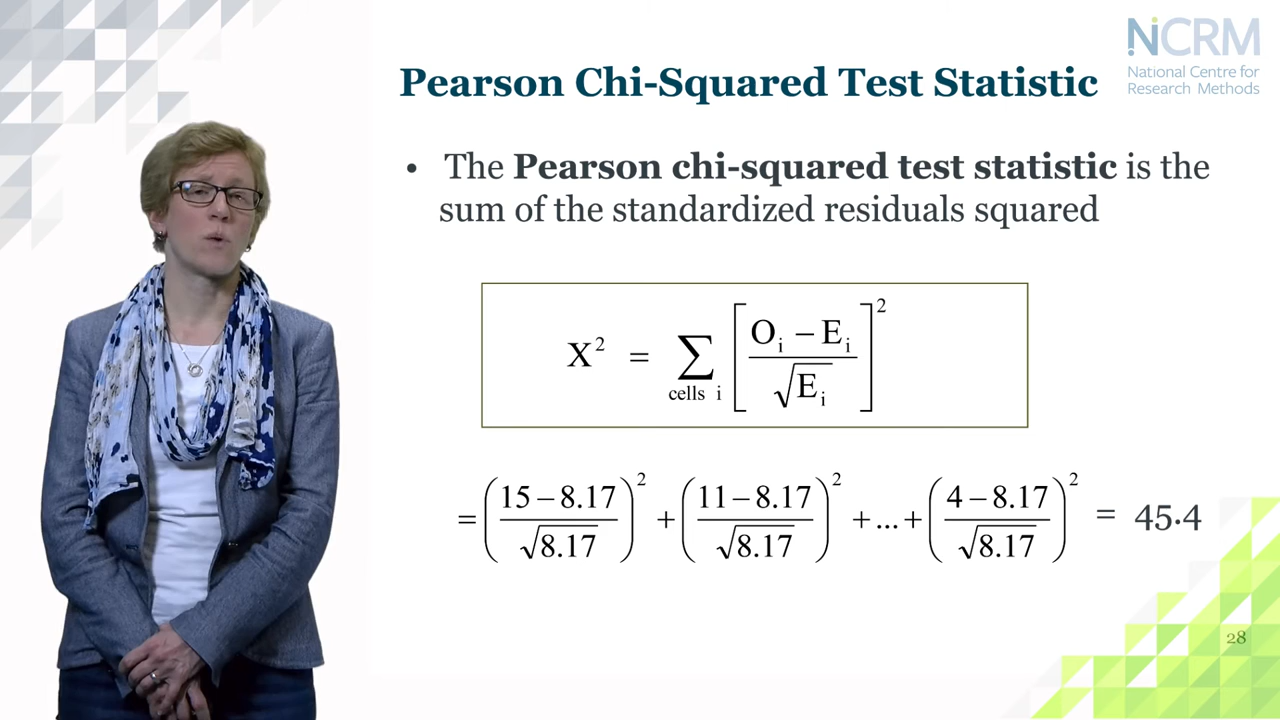 NCRM
National Centre for
Research Methods
Pearson Chi-Squared Test Statistic
• The Pearson chi-squared test statistic is the
sum of the standardized residuals squared
X² = ∑ cells i [ (Oᵢ − Eᵢ) / √Eᵢ ]²
= ( (15 − 8.17) / √8.17 )² + ( (11 − 8.17) / √8.17 )² + ... + ( (4 − 8.17) / √8.17 )² = 45.4
28